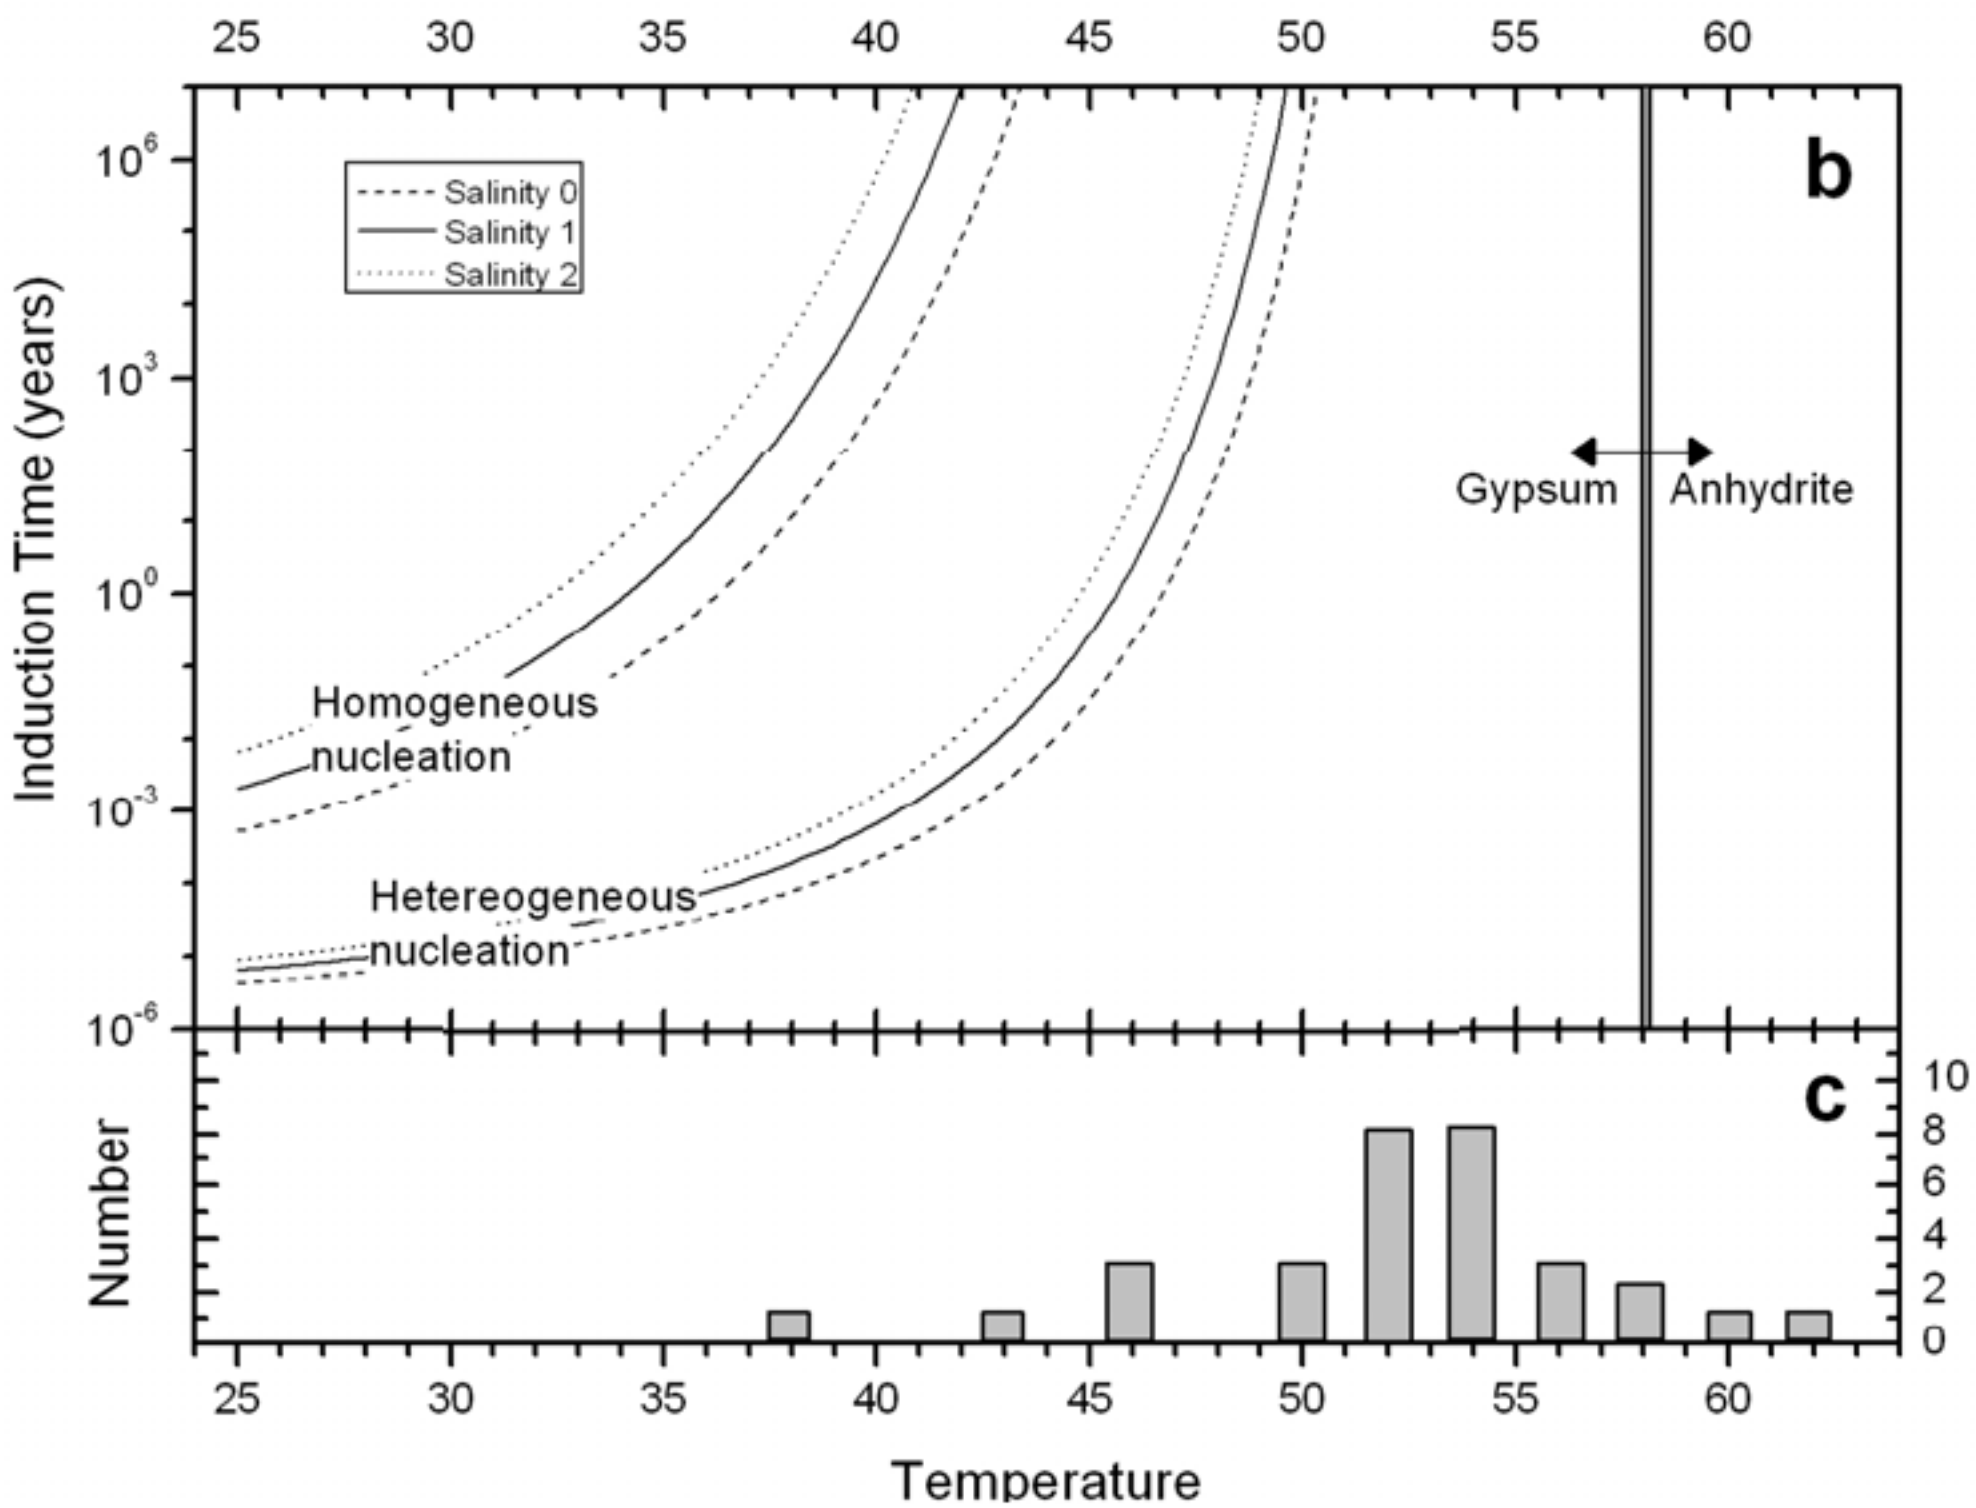 25 30 35 40 45 50 55 60
b
10^6
Salinity 0
Salinity 1
Salinity 2
10^3
Gypsum Anhydrite
10^0
Homogeneous
nucleation
10^-3
Hetereogeneous
nucleation
10^-6
Induction Time (years)
c
10
8
6
4
2
0
Number
25 30 35 40 45 50 55 60
Temperature